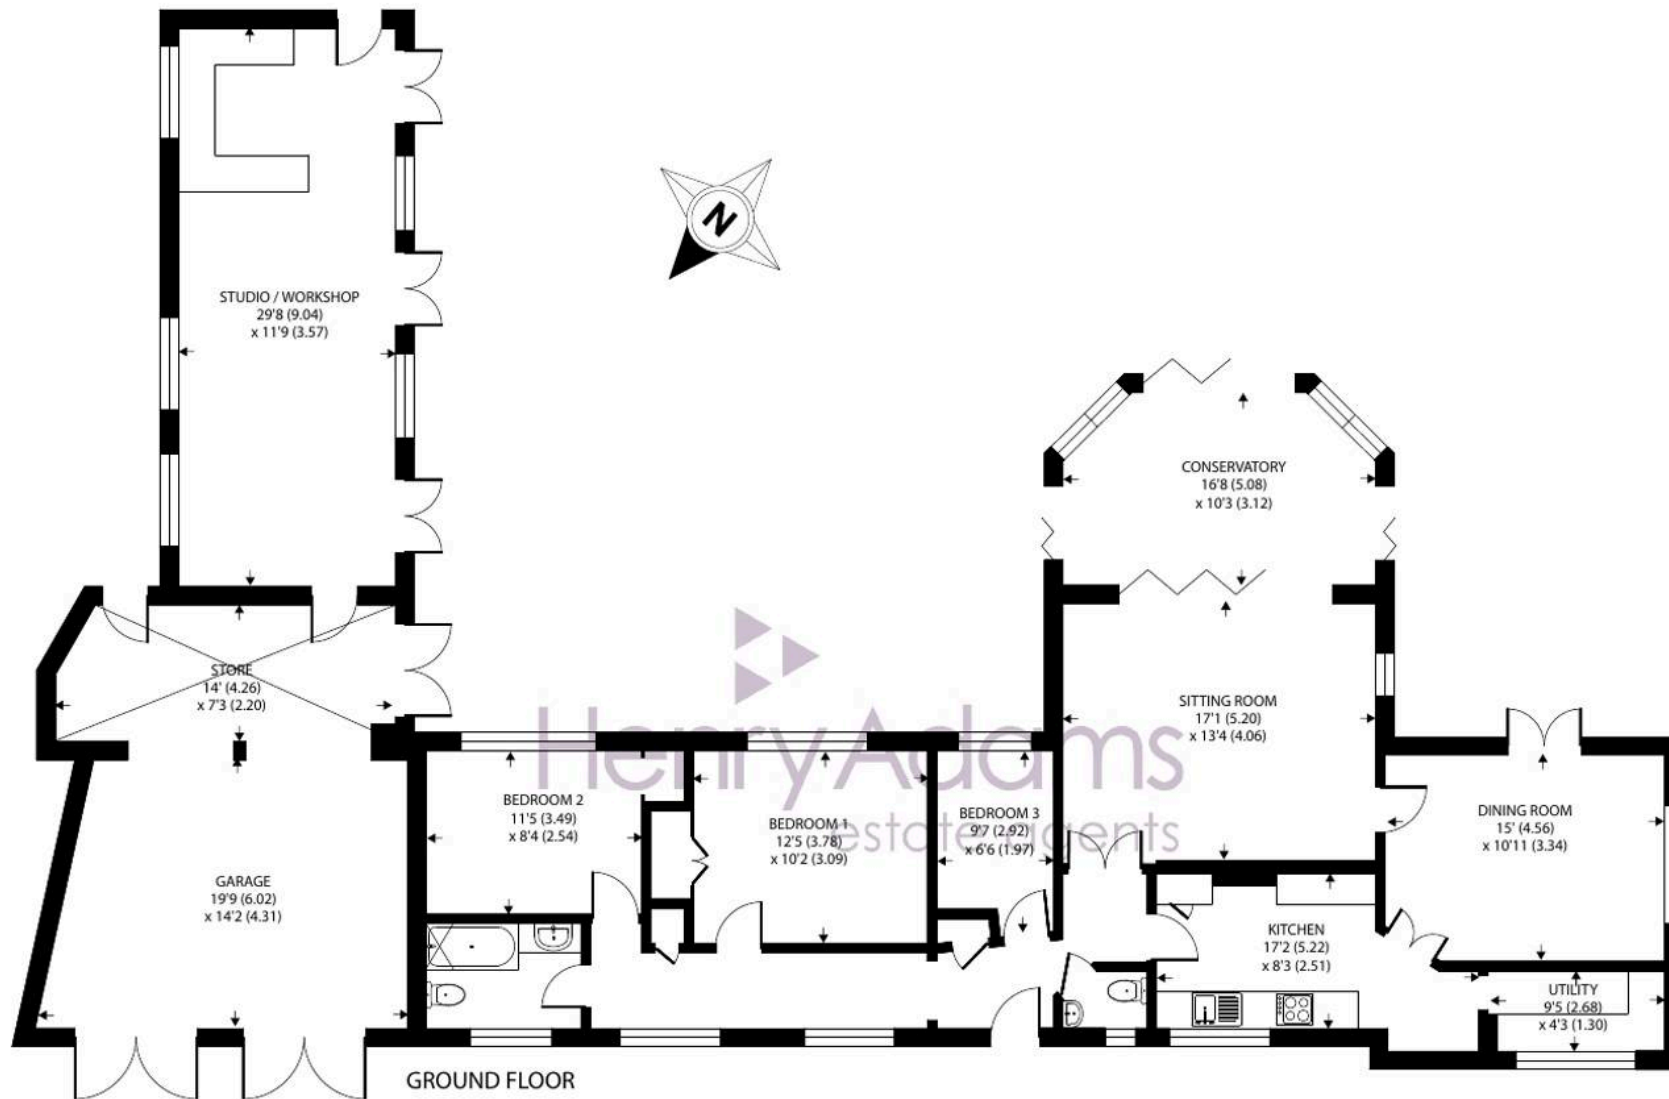 STUDIO / WORKSHOP
29'8 (9.04)
x 11'9 (3.57)
N
CONSERVATORY
16'8 (5.08)
x 10'3 (3.12)
STORE
14' (4.26)
x 7'3 (2.20)
SITTING ROOM
17'1 (5.20)
x 13'4 (4.06)
HenryAdams
estate agents
BEDROOM 2
11'5 (3.49)
x 8'4 (2.54)
BEDROOM 1
12'5 (3.78)
x 10'2 (3.09)
BEDROOM 3
9'7 (2.92)
x 6'6 (1.97)
DINING ROOM
15' (4.56)
x 10'11 (3.34)
GARAGE
19'9 (6.02)
x 14'2 (4.31)
KITCHEN
17'2 (5.22)
x 8'3 (2.51)
UTILITY
9'5 (2.68)
x 4'3 (1.30)
GROUND FLOOR